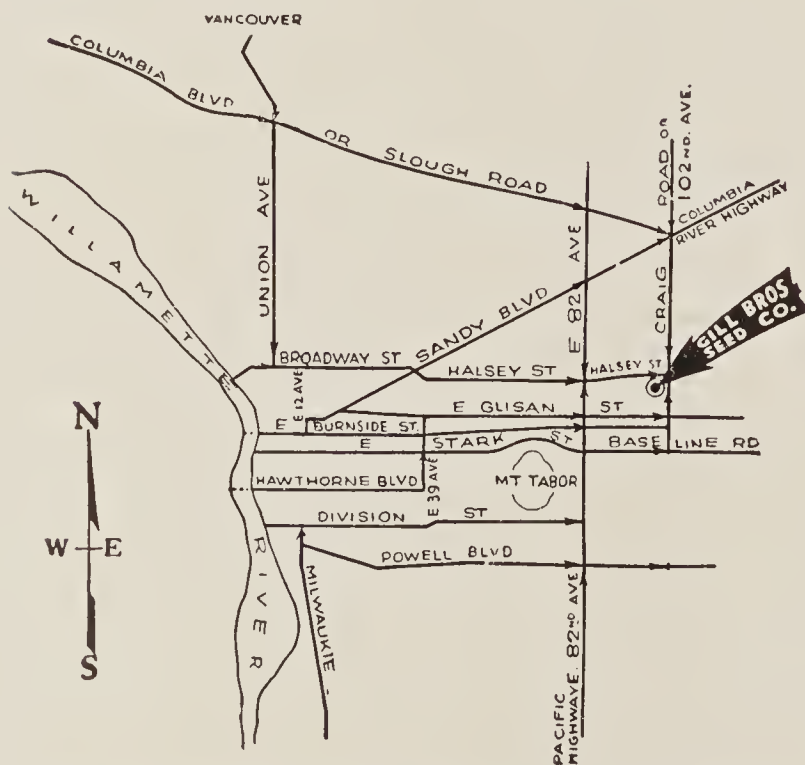 VANCOUVER
COLUMBIA BLVD OR SLOUGH ROAD
CRAIG ROAD OR 102ND. AVE.
COLUMBIA RIVER HIGHWAY
WILLAMETTE RIVER
UNION AVE
E 82 AVE
SANDY BLVD
GILL BROS
SEED CO.
BROADWAY ST
HALSEY ST
HALSEY ST
E 12 AVE
E GLISAN ST
E BURNSIDE ST.
E STARK ST
BASE LINE RD
N
HAWTHORNE BLVD
E 39 AVE
MT TABOR
DIVISION ST
W E
POWELL BLVD
MILWAUKIE
S
PACIFIC
HIGHWAYE. 82ND AVE